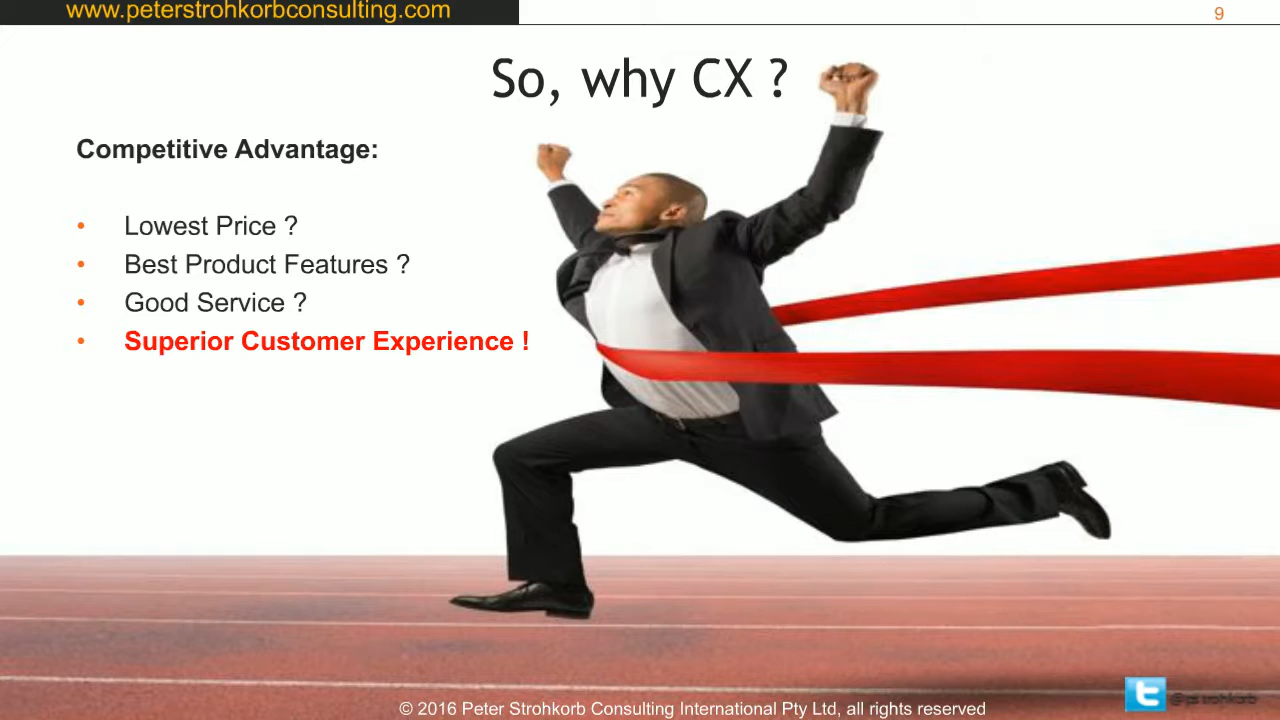 www.peterstrohkorbconsulting.com
9
So, why CX ?
Competitive Advantage:
• Lowest Price ?
• Best Product Features ?
• Good Service ?
• Superior Customer Experience !
© 2016 Peter Strohkorb Consulting International Pty Ltd, all rights reserved